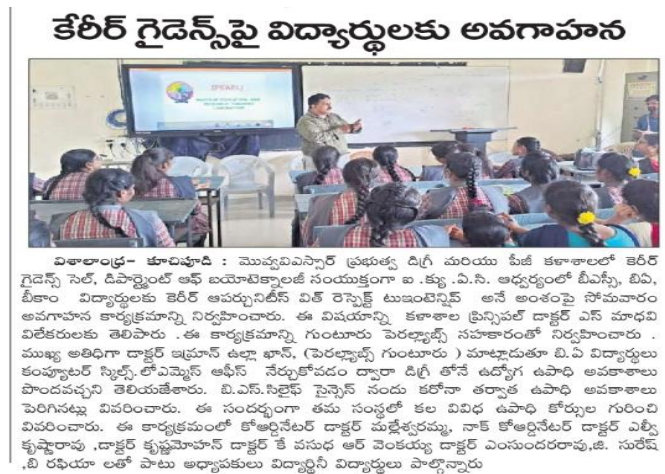 కేరీర్ గైడెన్స్‌పై విద్యార్థులకు అవగాహన
విశాలాంధ్ర- కూచిపూడి : మొవ్వవిఎస్సార్ ప్రభుత్వ డిగ్రీ మరియు పీజీ కళాశాలలో కెరీర్
గైడెన్స్ సెల్, డిపార్ట్మెంట్ ఆఫ్ బయోటెక్నాలజీ సంయుక్తంగా ఐ .క్యు .ఏ.సి. ఆధ్వర్యంలో బీఎస్సీ, బిఏ,
బీకాం విద్యార్థులకు కెరీర్ ఆపర్చునిటీస్ విత్ రెస్పెక్ట్ టుఇంటెన్షివ్ అనే అంశంపై సోమవారం
అవగాహన కార్యక్రమాన్ని నిర్వహించారు. ఈ విషయాన్ని కళాశాల ప్రిన్సిపల్ డాక్టర్ ఎస్ మాధవి
విలేకరులకు తెలిపారు .ఈ కార్యక్రమాన్ని గుంటూరు పెరల్ల్యాబ్స్ సహకారంతో నిర్వహించారు .
ముఖ్య అతిథిగా డాక్టర్ ఇమ్రాన్ ఉల్లా ఖాన్, (పెరల్ల్యాబ్స్ గుంటూరు ) మాట్లాడుతూ బి.ఏ విద్యార్థులు
కంప్యూటర్ స్కిల్స్.లోఎమ్మెస్ ఆఫీస్ నేర్చుకోవడం ద్వారా డిగ్రీ తోనే ఉద్యోగ ఉపాధి అవకాశాలు
పొందవచ్చని తెలియజేశారు. బి.ఎస్.సిలైఫ్ సైన్సెస్ నందు కరోనా తర్వాత ఉపాధి అవకాశాలు
పెరిగినట్లు వివరించారు. ఈ సందర్భంగా తమ సంస్థలో కల వివిధ ఉపాధి కోర్సుల గురించి
వివరించారు. ఈ కార్యక్రమంలో కోఆర్డినేటర్ డాక్టర్ మల్లేశ్వరమ్మ, నాక్ కోఆర్డినేటర్ డాక్టర్ ఎల్వీ
కృష్ణారావు ,డాక్టర్ కృష్ణమోహన్ డాక్టర్ కే వసుధ ఆర్ వెంకయ్య డాక్టర్ ఎంసుందరరావు,జి. సురేష్
,బి రఫియా లతో పాటు అధ్యాపకులు విద్యార్థినీ విద్యార్థులు పాల్గొన్నారు